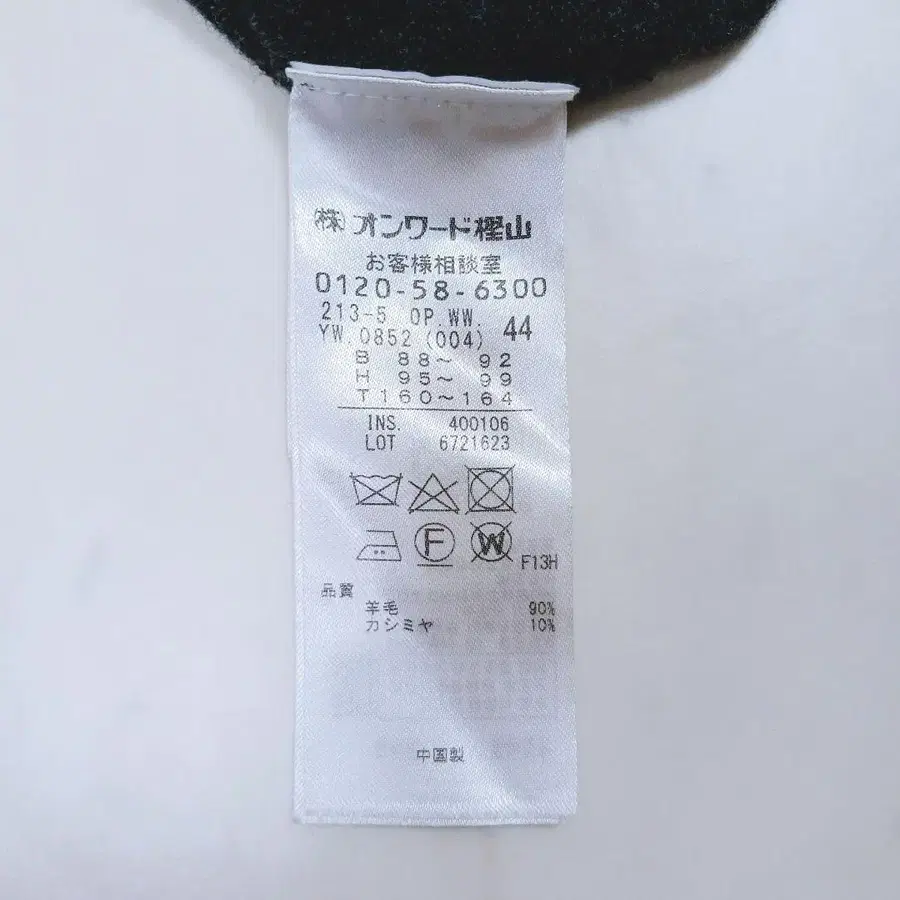 (株)オンワード樫山
お客様相談室
0120-58-6300
213-5 OP.WW. 44
YW.0852 (004)
B 88~ 92
H 95~ 99
T160~164
INS. 400106
LOT 6721623
F W F13H
品質
羊毛 90%
カシミヤ 10%
中国製